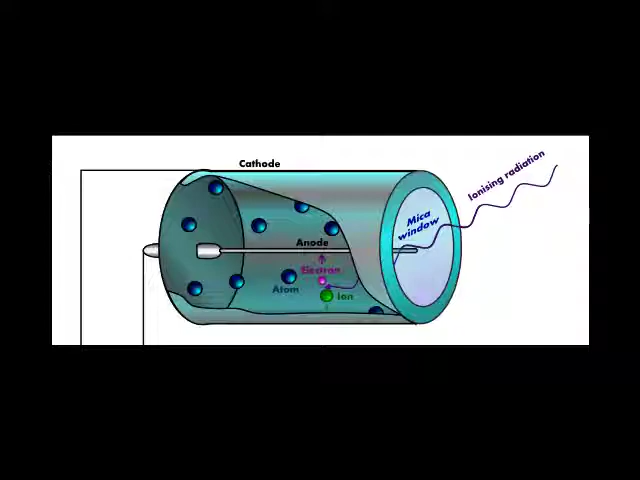 Cathode
Ionising radiation
Mica
window
Anode
Electron
Atom
Ion